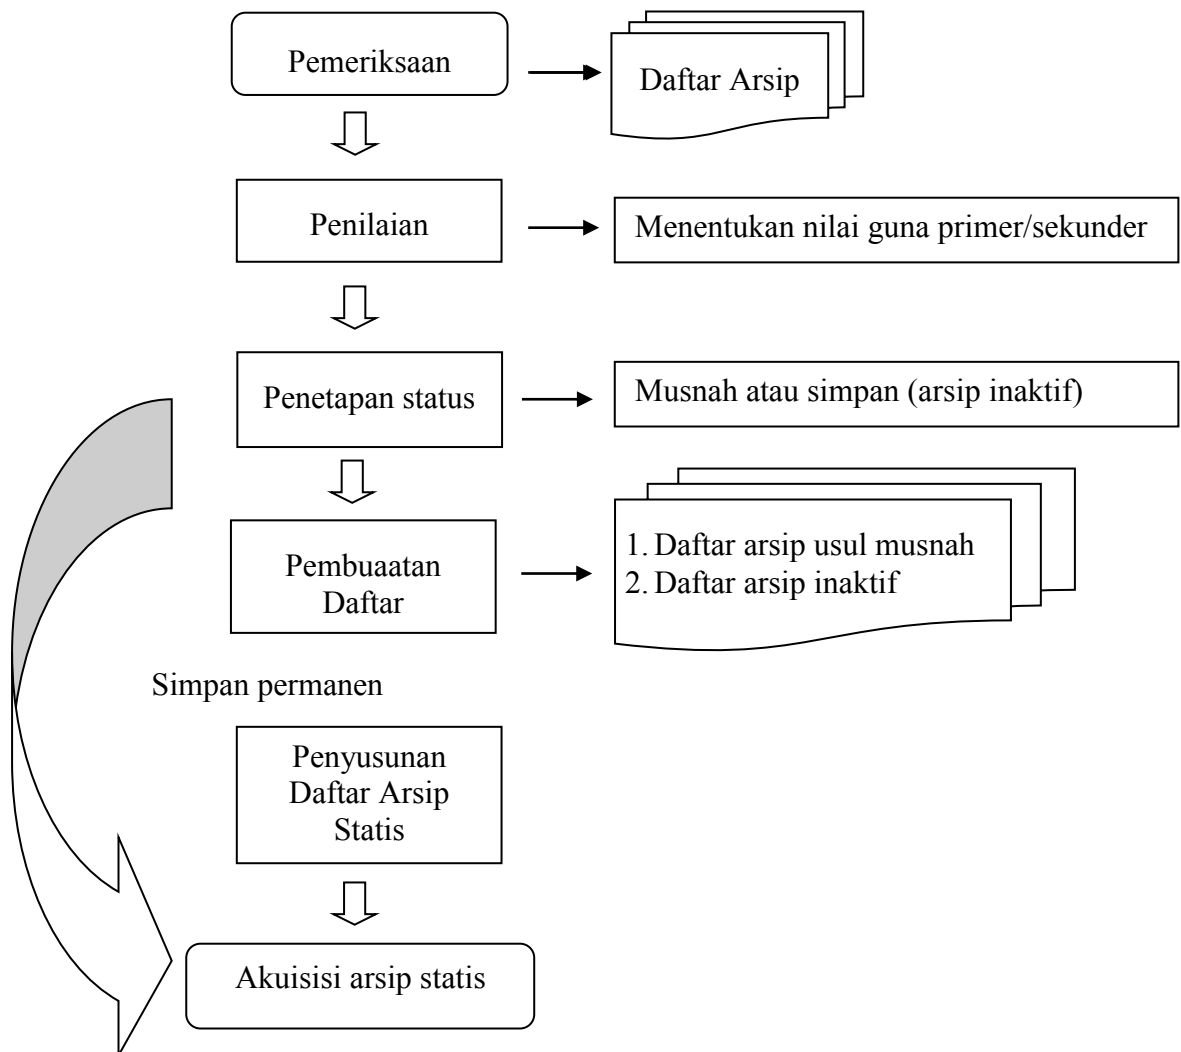 Pemeriksaan
Daftar Arsip
Penilaian
Menentukan nilai guna primer/sekunder
Penetapan status
Musnah atau simpan (arsip inaktif)
Pembuaatan
Daftar
1. Daftar arsip usul musnah
2. Daftar arsip inaktif
Simpan permanen
Penyusunan
Daftar Arsip
Statis
Akuisisi arsip statis